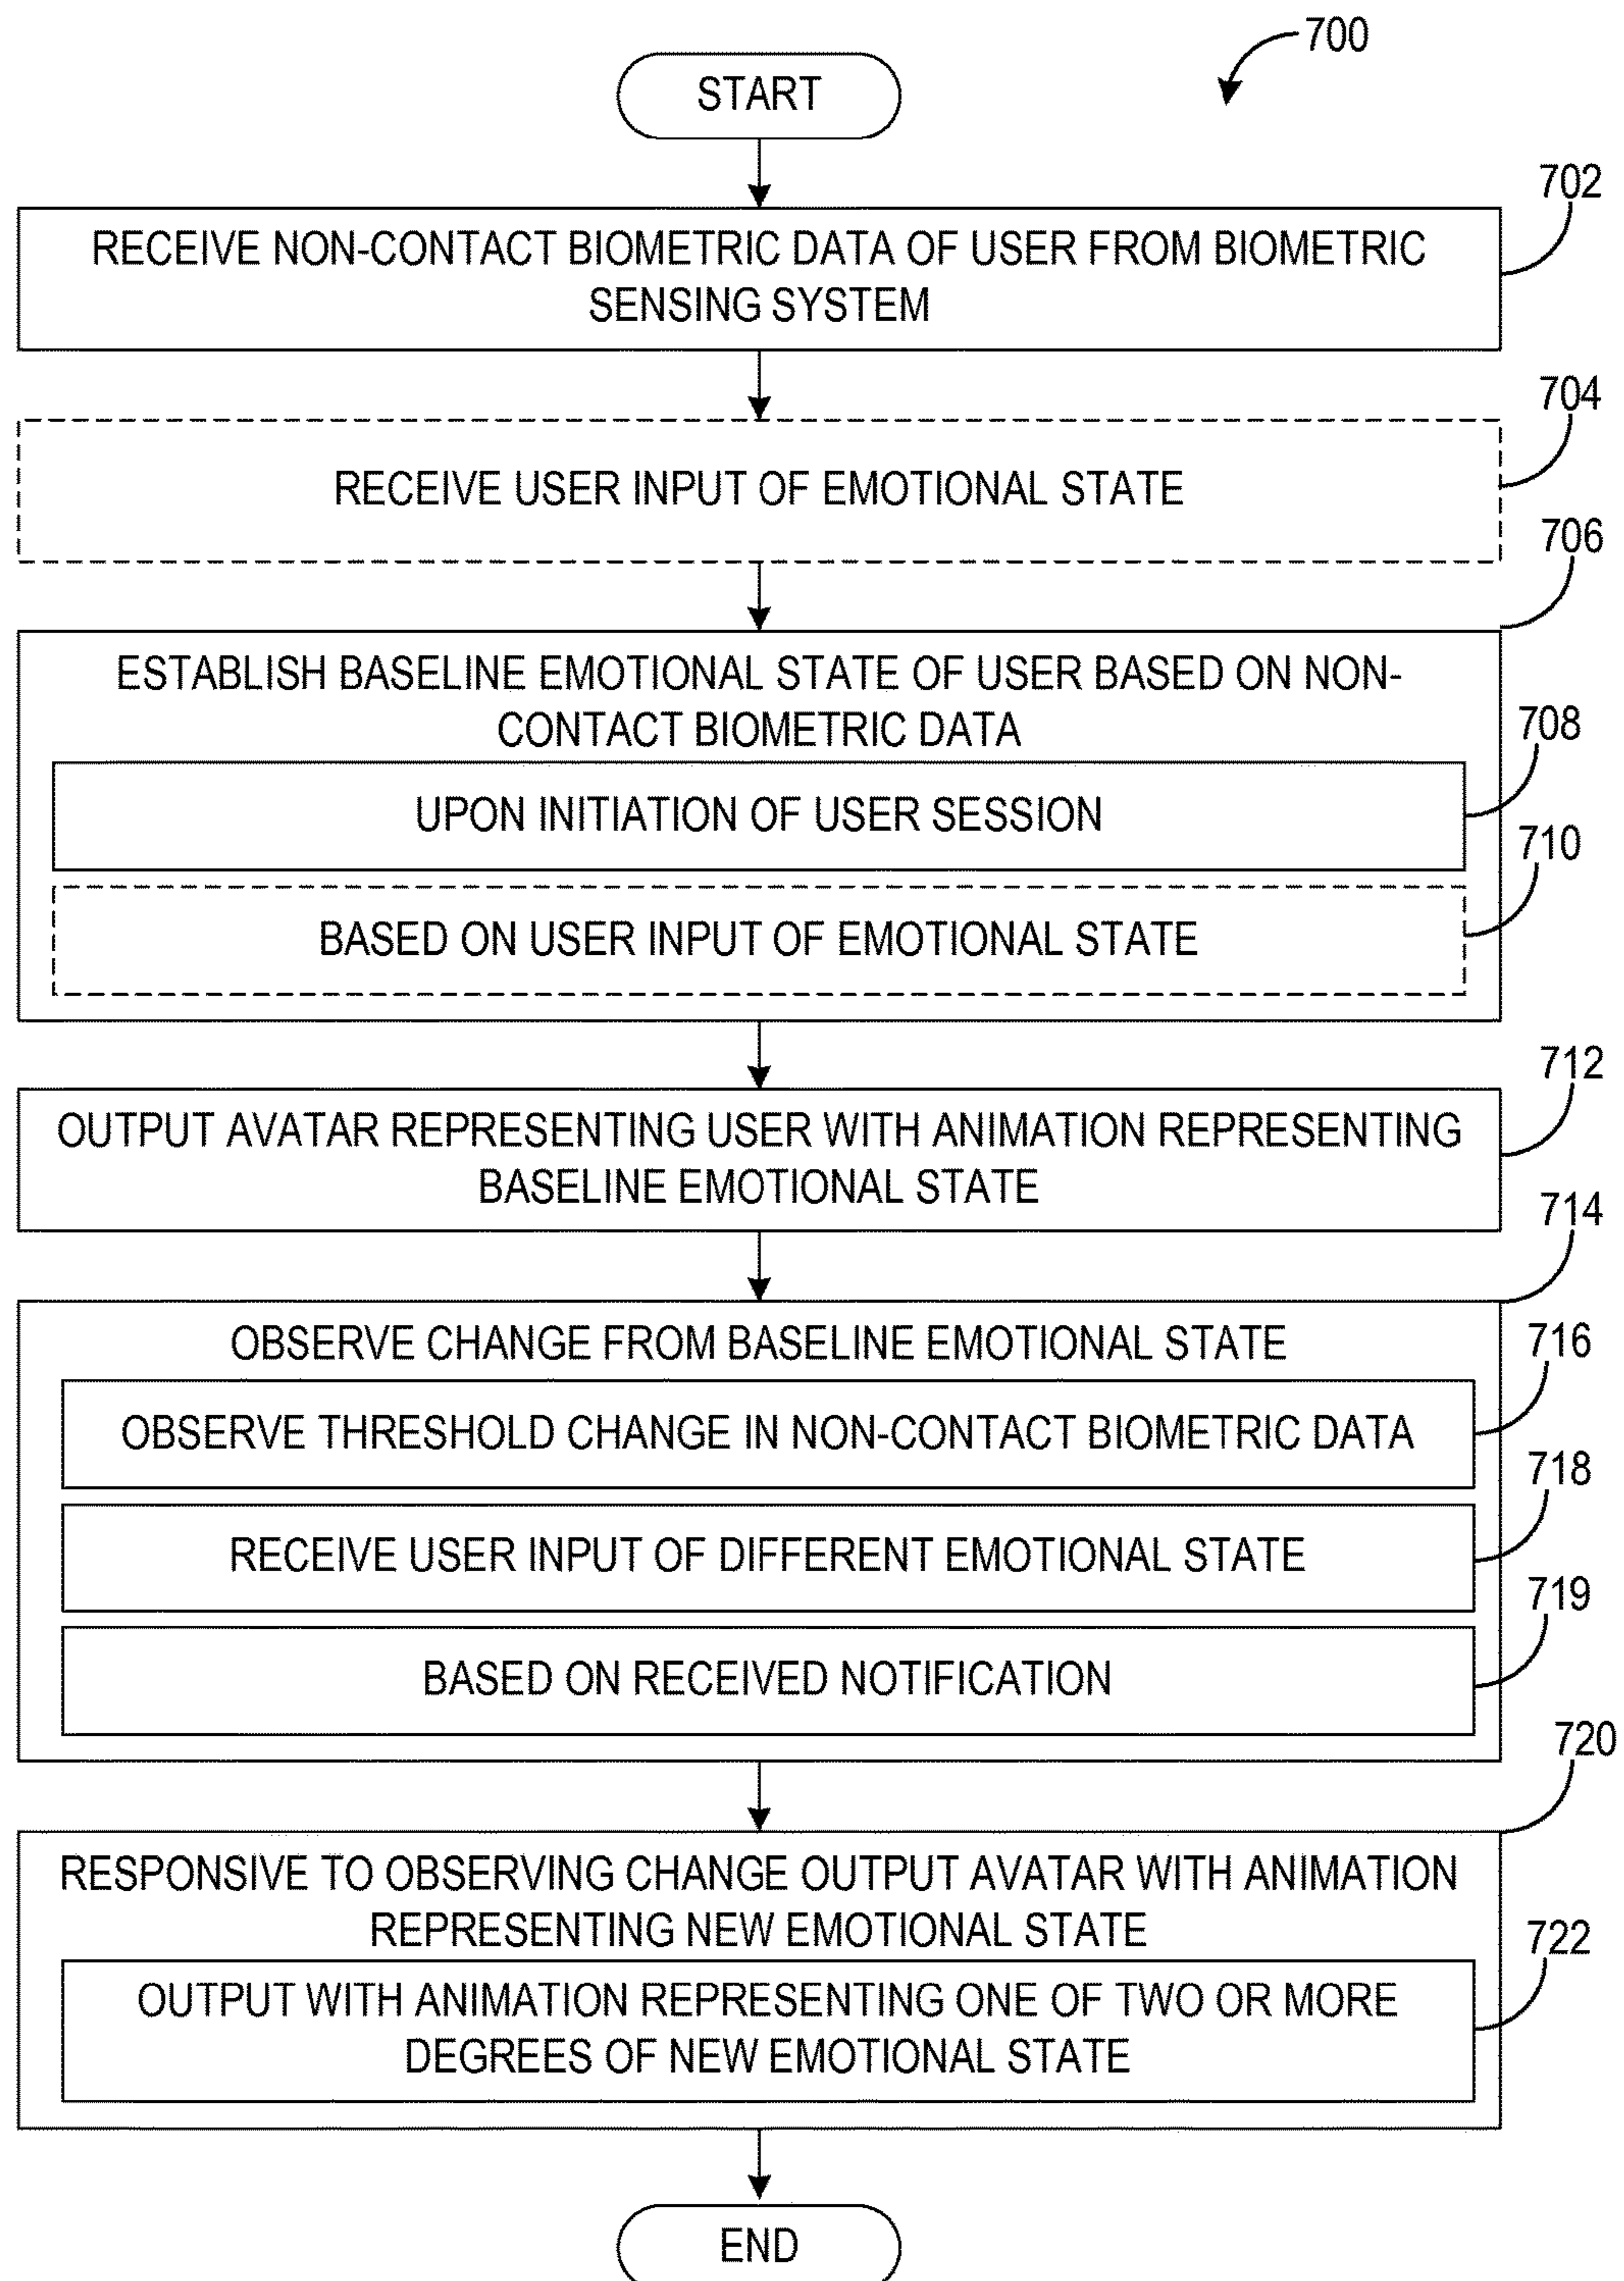 700
START
702
RECEIVE NON-CONTACT BIOMETRIC DATA OF USER FROM BIOMETRIC
SENSING SYSTEM
704
RECEIVE USER INPUT OF EMOTIONAL STATE
706
ESTABLISH BASELINE EMOTIONAL STATE OF USER BASED ON NON-
CONTACT BIOMETRIC DATA
708
UPON INITIATION OF USER SESSION
710
BASED ON USER INPUT OF EMOTIONAL STATE
712
OUTPUT AVATAR REPRESENTING USER WITH ANIMATION REPRESENTING
BASELINE EMOTIONAL STATE
714
OBSERVE CHANGE FROM BASELINE EMOTIONAL STATE
716
OBSERVE THRESHOLD CHANGE IN NON-CONTACT BIOMETRIC DATA
718
RECEIVE USER INPUT OF DIFFERENT EMOTIONAL STATE
719
BASED ON RECEIVED NOTIFICATION
720
RESPONSIVE TO OBSERVING CHANGE OUTPUT AVATAR WITH ANIMATION
REPRESENTING NEW EMOTIONAL STATE
722
OUTPUT WITH ANIMATION REPRESENTING ONE OF TWO OR MORE
DEGREES OF NEW EMOTIONAL STATE
END